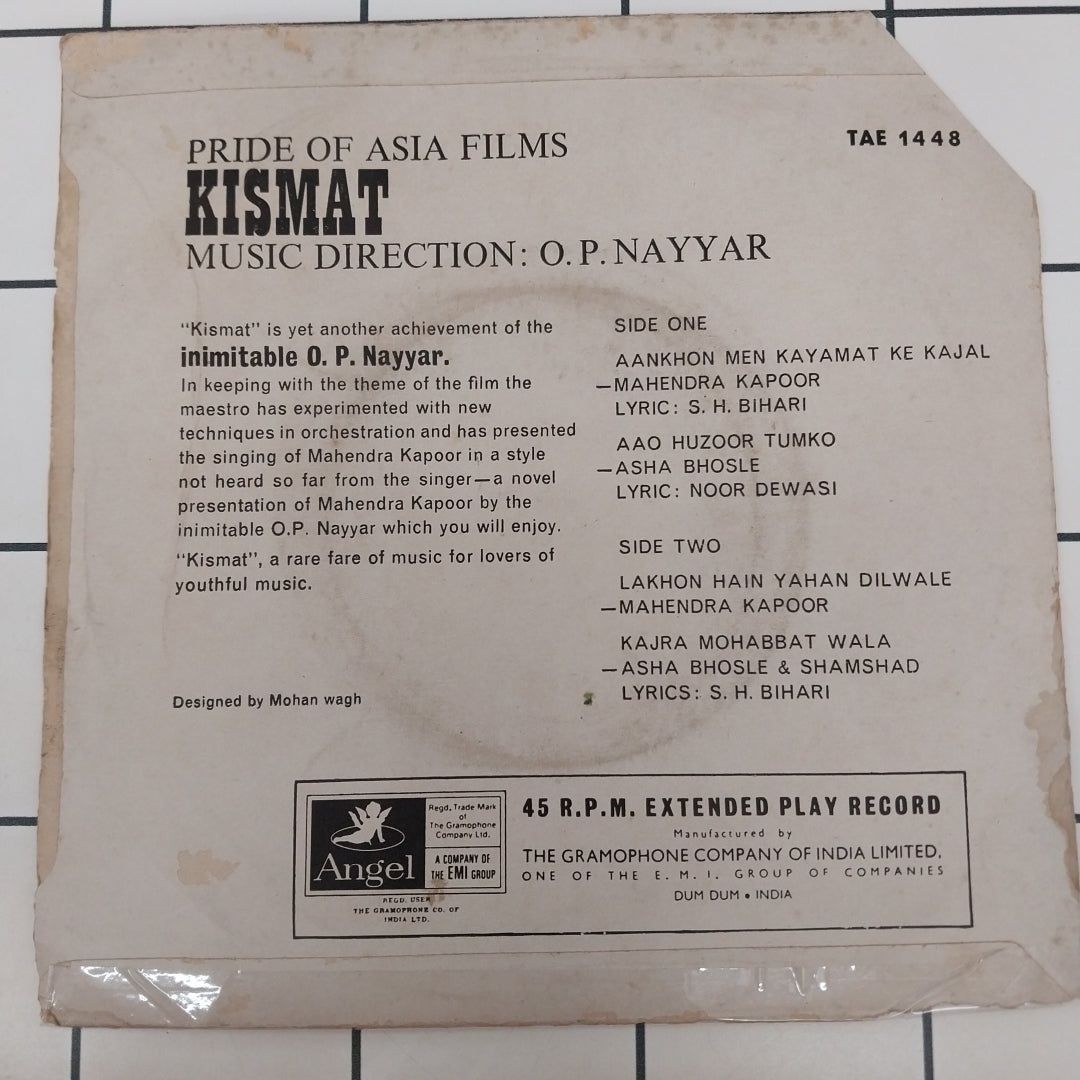 PRIDE OF ASIA FILMS
TAE 1448
KISMAT
MUSIC DIRECTION: O. P. NAYYAR
"Kismat" is yet another achievement of the
inimitable O. P. Nayyar.
In keeping with the theme of the film the
maestro has experimented with new
techniques in orchestration and has presented
the singing of Mahendra Kapoor in a style
not heard so far from the singer—a novel
presentation of Mahendra Kapoor by the
inimitable O.P. Nayyar which you will enjoy.
"Kismat", a rare fare of music for lovers of
youthful music.
Designed by Mohan wagh
SIDE ONE
AANKHON MEN KAYAMAT KE KAJAL
—MAHENDRA KAPOOR
LYRIC: S. H. BIHARI
AAO HUZOOR TUMKO
—ASHA BHOSLE
LYRIC: NOOR DEWASI
SIDE TWO
LAKHON HAIN YAHAN DILWALE
—MAHENDRA KAPOOR
KAJRA MOHABBAT WALA
—ASHA BHOSLE & SHAMSHAD
LYRICS: S. H. BIHARI
Angel
Regd. Trade Mark
of
The Gramophone
Company Ltd.
A COMPANY OF
THE EMI GROUP
REGD. USER
THE GRAMOPHONE CO. OF
INDIA LTD.
45 R.P.M. EXTENDED PLAY RECORD
Manufactured by
THE GRAMOPHONE COMPANY OF INDIA LIMITED,
ONE OF THE E. M. I. GROUP OF COMPANIES
DUM DUM • INDIA